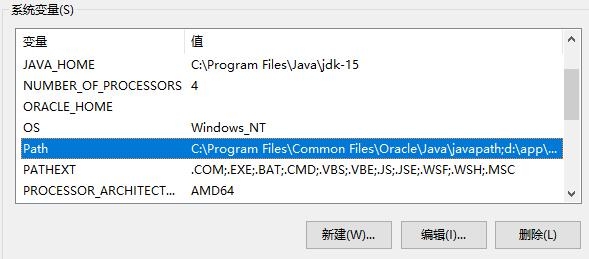 系统变量(S)
变量 值
JAVA_HOME C:\Program Files\Java\jdk-15
NUMBER_OF_PROCESSORS 4
ORACLE_HOME
OS Windows_NT
Path C:\Program Files\Common Files\Oracle\Java\javapath;d:\app\...
PATHEXT .COM;.EXE;.BAT;.CMD;.VBS;.VBE;.JS;.JSE;.WSF;.WSH;.MSC
PROCESSOR_ARCHITECT... AMD64
新建(W)... 编辑(I)... 删除(L)